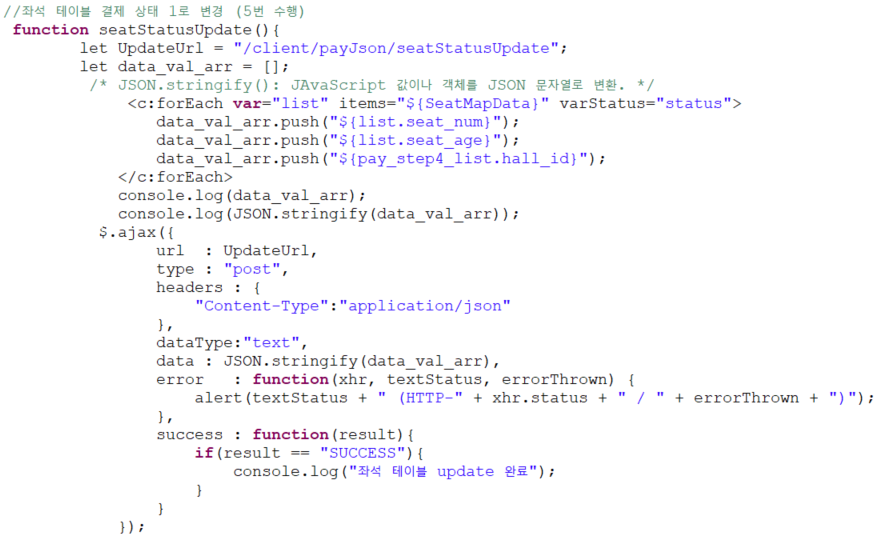 //좌석 테이블 결제 상태 1로 변경 (5번 수행)
function seatStatusUpdate(){
let UpdateUrl = "/client/payJson/seatStatusUpdate";
let data_val_arr = [];
/* JSON.stringify(): JAvaScript 값이나 객체를 JSON 문자열로 변환. */
<c:forEach var="list" items="${SeatMapData}" varStatus="status">
data_val_arr.push("${list.seat_num}");
data_val_arr.push("${list.seat_age}");
data_val_arr.push("${pay_step4_list.hall_id}");
</c:forEach>
console.log(data_val_arr);
console.log(JSON.stringify(data_val_arr));
$.ajax({
url : UpdateUrl,
type : "post",
headers : {
"Content-Type":"application/json"
},
dataType:"text",
data : JSON.stringify(data_val_arr),
error : function(xhr, textStatus, errorThrown) {
alert(textStatus + " (HTTP-" + xhr.status + " / " + errorThrown + ")");
},
success : function(result){
if(result == "SUCCESS"){
console.log("좌석 테이블 update 완료");
}
}
});